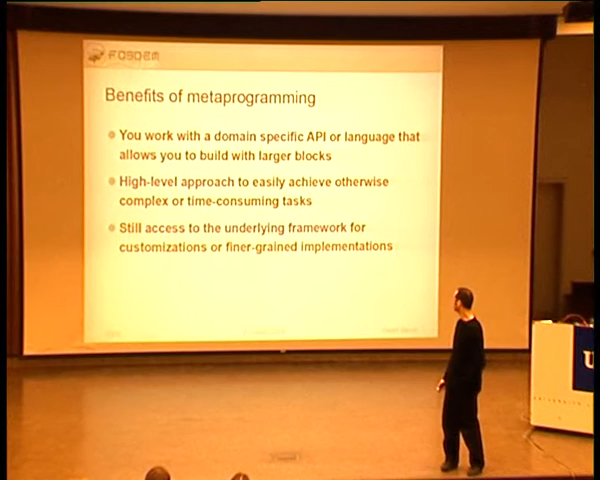 FOSDEM
Benefits of metaprogramming
You work with a domain specific API or language that
allows you to build with larger blocks
High-level approach to easily achieve otherwise
complex or time-consuming tasks
Still access to the underlying framework for
customizations or finer-grained implementations
U